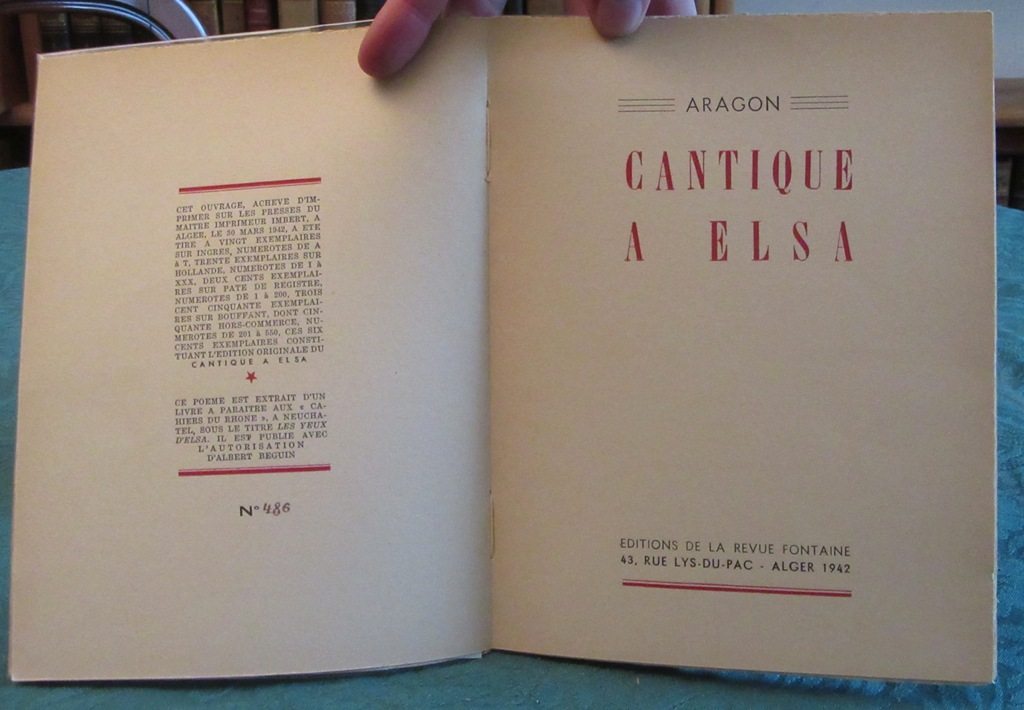 CET OUVRAGE, ACHEVE D'IM-
PRIMER SUR LES PRESSES DU
MAITRE IMPRIMEUR IMBERT, A
ALGER, LE 30 MARS 1942, A ETE
TIRE A VINGT EXEMPLAIRES
SUR INGRES, NUMEROTES DE A
à T, TRENTE EXEMPLAIRES SUR
HOLLANDE, NUMEROTES DE I à
XXX, DEUX CENTS EXEMPLAI-
RES SUR PATE DE REGISTRE,
NUMEROTES DE 1 à 200, TROIS
CENT CINQUANTE EXEMPLAI-
RES SUR BOUFFANT, DONT CIN-
QUANTE HORS-COMMERCE, NU-
MEROTES DE 201 à 550, CES SIX
CENTS EXEMPLAIRES CONSTI-
TUANT L'EDITION ORIGINALE DU
CANTIQUE A ELSA
CE POEME EST EXTRAIT D'UN
LIVRE A PARAITRE AUX « CA-
HIERS DU RHONE », A NEUCHA-
TEL, SOUS LE TITRE LES YEUX
D'ELSA. IL EST PUBLIE AVEC
L'AUTORISATION
D'ALBERT BEGUIN
N° 486
ARAGON
CANTIQUE
A ELSA
EDITIONS DE LA REVUE FONTAINE
43, RUE LYS-DU-PAC - ALGER 1942